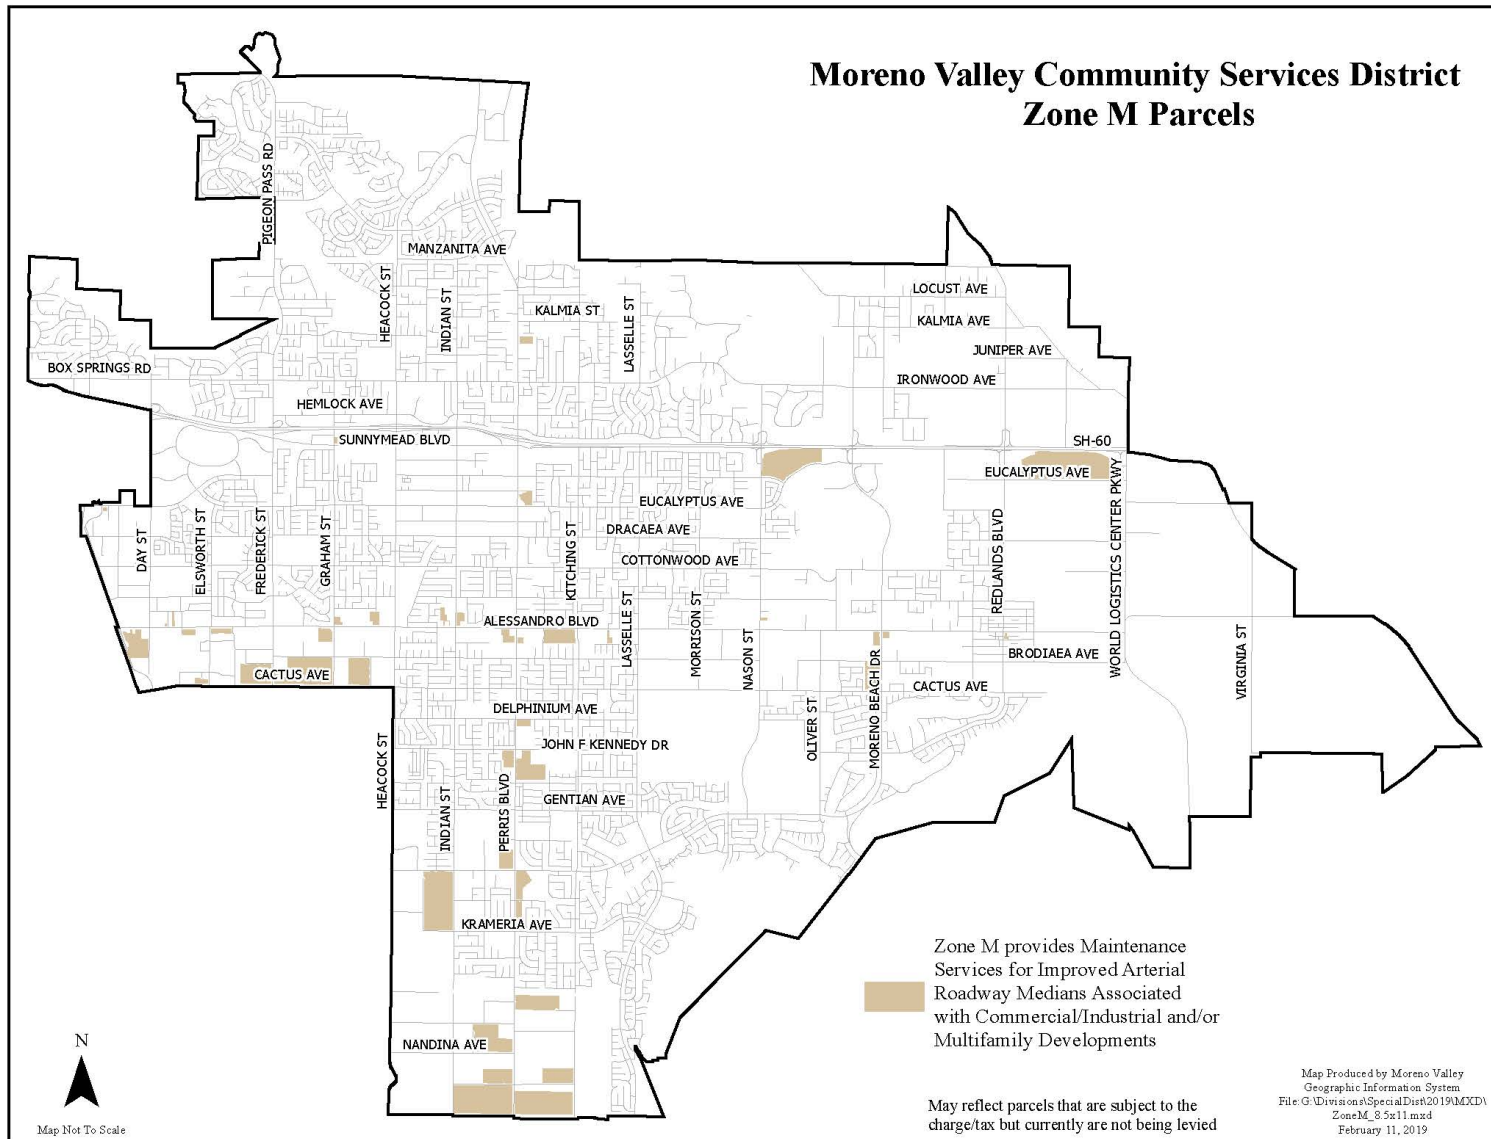 Moreno Valley Community Services District
Zone M Parcels
PIGEON PASS RD
MANZANITA AVE
HEACOCK ST
INDIAN ST
KALMIA ST
LASSELLE ST
LOCUST AVE
KALMIA AVE
JUNIPER AVE
IRONWOOD AVE
BOX SPRINGS RD
HEMLOCK AVE
SUNNYMEAD BLVD
SH-60
EUCALYPTUS AVE
EUCALYPTUS AVE
DRACAEA AVE
COTTONWOOD AVE
DAY ST
ELSWORTH ST
FREDERICK ST
GRAHAM ST
KITCHING ST
REDLANDS BLVD
WORLD LOGISTICS CENTER PKWY
ALESSANDRO BLVD
LASSELLE ST
MORRISON ST
NASON ST
BRODIAEA AVE
VIRGINIA ST
CACTUS AVE
CACTUS AVE
MORENO BEACH DR
OLIVER ST
DELPHINIUM AVE
JOHN F KENNEDY DR
HEACOCK ST
INDIAN ST
PERRIS BLVD
GENTIAN AVE
KRAMERIA AVE
NANDINA AVE
Zone M provides Maintenance
Services for Improved Arterial
Roadway Medians Associated
with Commercial/Industrial and/or
Multifamily Developments
N
Map Not To Scale
May reflect parcels that are subject to the
charge/tax but currently are not being levied
Map Produced by Moreno Valley
Geographic Information System
File: G:\Divisions\SpecialDist\2019\MXD\
ZoneM_8.5x11.mxd
February 11, 2019